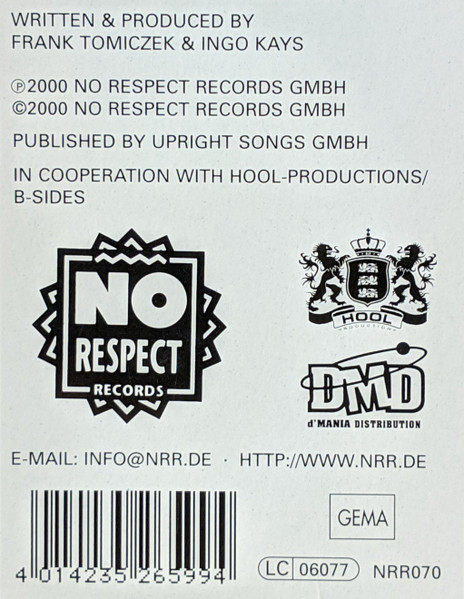 WRITTEN & PRODUCED BY
FRANK TOMICZEK & INGO KAYS
℗2000 NO RESPECT RECORDS GMBH
©2000 NO RESPECT RECORDS GMBH
PUBLISHED BY UPRIGHT SONGS GMBH
IN COOPERATION WITH HOOL-PRODUCTIONS/
B-SIDES
NO
RESPECT
RECORDS
HOOL
PRODUCTIONS
DMD
d'MANIA DISTRIBUTION
E-MAIL: INFO@NRR.DE · HTTP://WWW.NRR.DE
GEMA
4 014235 265994
LC 06077 NRR070